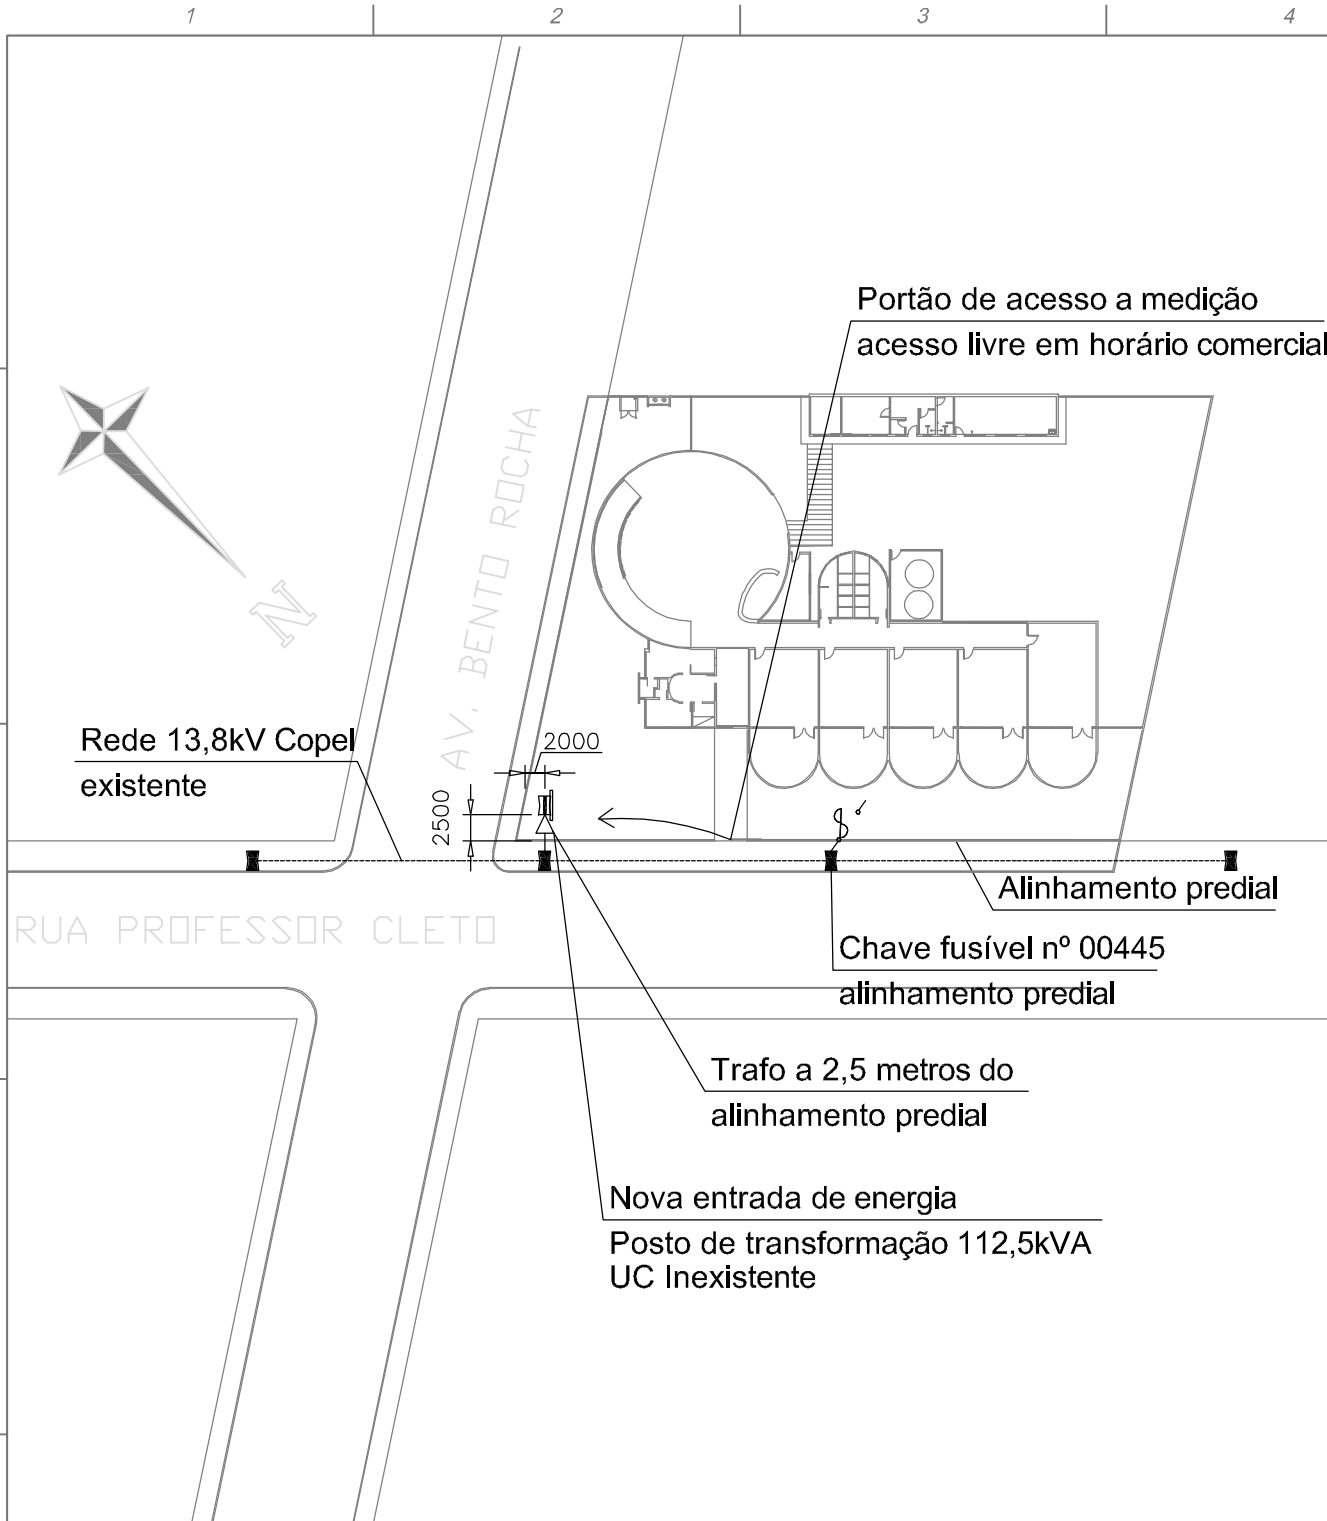 1 2 3 4
Portão de acesso a medição
acesso livre em horário comercial
AV. BENTO ROCHA
N
Rede 13,8kV Copel
existente
2000
2500
Alinhamento predial
RUA PROFESSOR CLETO
Chave fusível nº 00445
alinhamento predial
Trafo a 2,5 metros do
alinhamento predial
Nova entrada de energia
Posto de transformação 112,5kVA
UC Inexistente